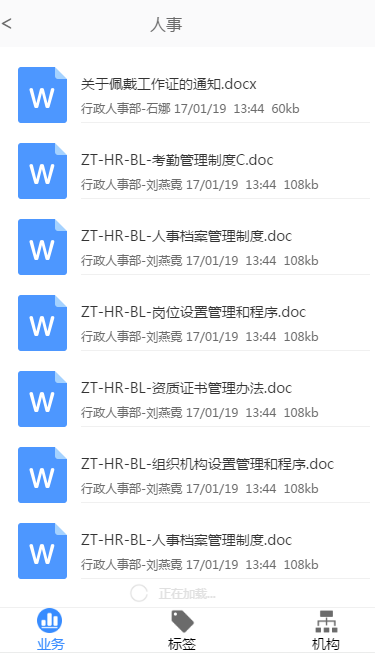 <
人事
W
关于佩戴工作证的通知.docx
行政人事部-石娜 17/01/19 13:44 60kb
W
ZT-HR-BL-考勤管理制度C.doc
行政人事部-刘燕霓 17/01/19 13:44 108kb
W
ZT-HR-BL-人事档案管理制度.doc
行政人事部-刘燕霓 17/01/19 13:44 108kb
W
ZT-HR-BL-岗位设置管理和程序.doc
行政人事部-刘燕霓 17/01/19 13:44 108kb
W
ZT-HR-BL-资质证书管理办法.doc
行政人事部-刘燕霓 17/01/19 13:44 108kb
W
ZT-HR-BL-组织机构设置管理和程序.doc
行政人事部-刘燕霓 17/01/19 13:44 108kb
W
ZT-HR-BL-人事档案管理制度.doc
行政人事部-刘燕霓 17/01/19 13:44 108kb
正在加载...
业务
标签
机构